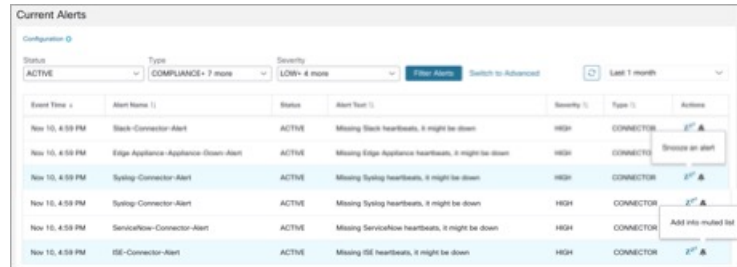 Current Alerts
Configuration
Status Type Severity
ACTIVE COMPLIANCE+ 7 more LOW+ 4 more Filter Alerts Switch to Advanced Last 1 month
Event Time Alert Name Status Alert Text Severity Type Actions
Nov 10, 4:59 PM Slack-Connector-Alert ACTIVE Missing Slack heartbeats, it might be down HIGH CONNECTOR
Nov 10, 4:59 PM Edge Appliance-Appliance-Down-Alert ACTIVE Missing Edge Appliance heartbeats, it might be down HIGH CONNECTO
Snooze an alert
Nov 10, 4:59 PM Syslog-Connector-Alert ACTIVE Missing Syslog heartbeats, it might be down HIGH CONNECTOR
Nov 10, 4:59 PM Syslog-Connector-Alert ACTIVE Missing Syslog heartbeats, it might be down HIGH CONNECTOR
Nov 10, 4:59 PM ServiceNow-Connector-Alert ACTIVE Missing ServiceNow heartbeats, it might be down HIGH CONNECTO
Add into muted list
Nov 10, 4:59 PM ISE-Connector-Alert ACTIVE Missing ISE heartbeats, it might be down HIGH CONNECTOR